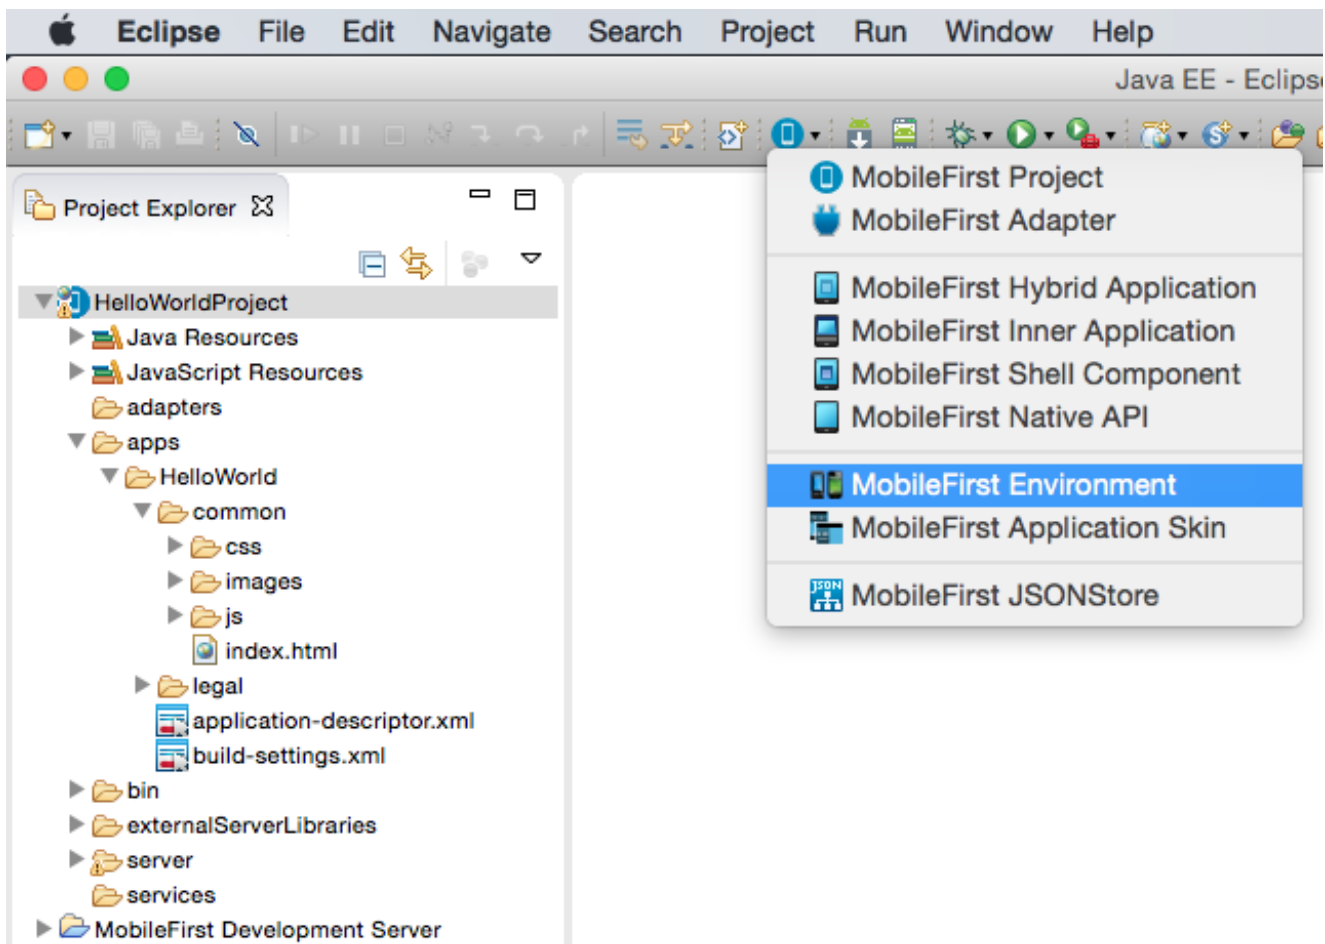 Eclipse File Edit Navigate Search Project Run Window Help
Java EE - Eclipse
Project Explorer
HelloWorldProject
Java Resources
JavaScript Resources
adapters
apps
HelloWorld
common
css
images
js
index.html
legal
application-descriptor.xml
build-settings.xml
bin
externalServerLibraries
server
services
MobileFirst Development Server
MobileFirst Project
MobileFirst Adapter
MobileFirst Hybrid Application
MobileFirst Inner Application
MobileFirst Shell Component
MobileFirst Native API
MobileFirst Environment
MobileFirst Application Skin
JSON
MobileFirst JSONStore